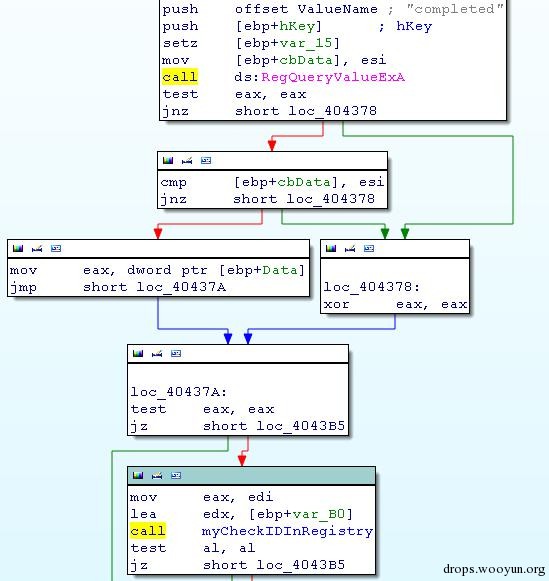 push offset ValueName ; "completed"
push [ebp+hKey] ; hKey
setz [ebp+var_15]
mov [ebp+cbData], esi
call ds:RegQueryValueExA
test eax, eax
jnz short loc_404378
cmp [ebp+cbData], esi
jnz short loc_404378
mov eax, dword ptr [ebp+Data]
jmp short loc_40437A
loc_404378:
xor eax, eax
loc_40437A:
test eax, eax
jz short loc_4043B5
mov eax, edi
lea edx, [ebp+var_B0]
call myCheckIDInRegistry
test al, al
jz short loc_4043B5
drops.wooyun.org